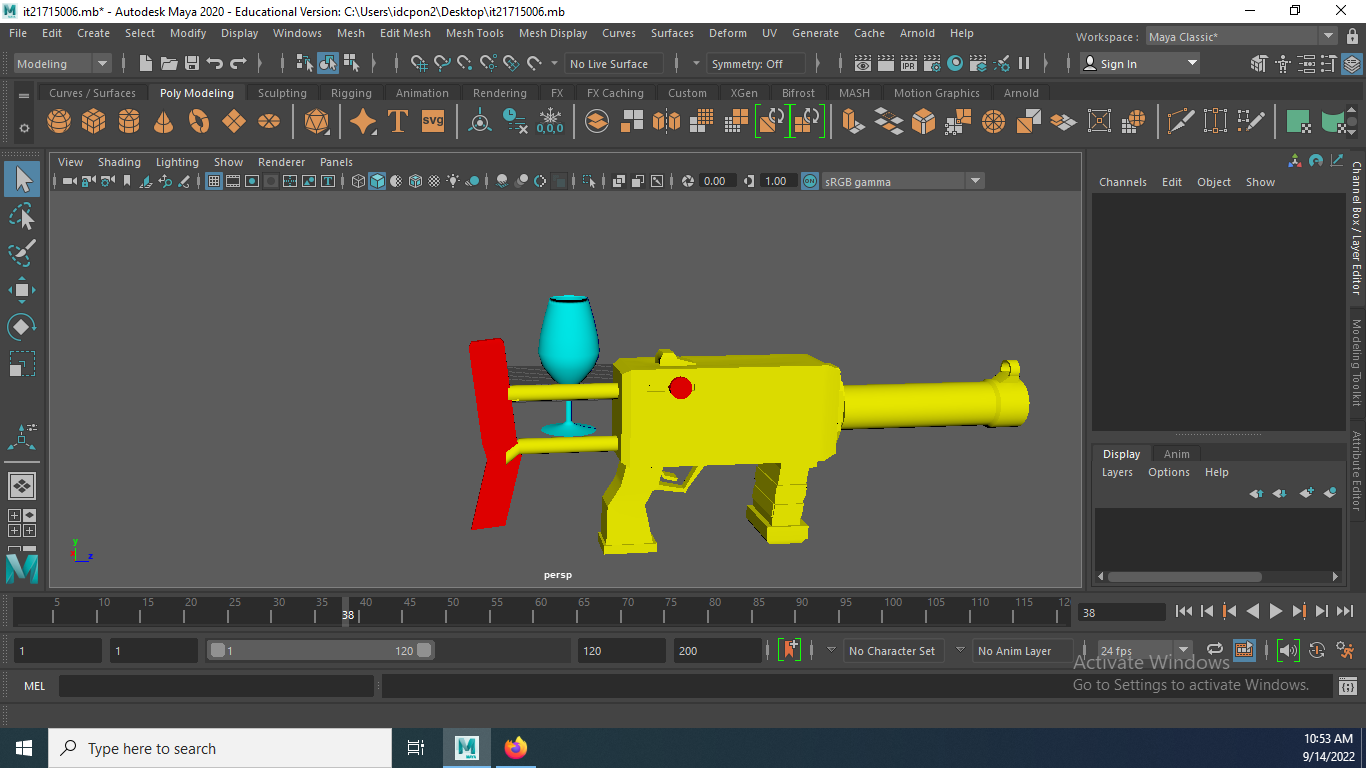 it21715006.mb* - Autodesk Maya 2020 - Educational Version: C:\Users\idcpon2\Desktop\it21715006.mb
File Edit Create Select Modify Display Windows Mesh Edit Mesh Mesh Tools Mesh Display Curves Surfaces Deform UV Generate Cache Arnold Help
Workspace : Maya Classic*
Modeling No Live Surface Symmetry: Off IPR Sign In
Curves / Surfaces Poly Modeling Sculpting Rigging Animation Rendering FX FX Caching Custom XGen Bifrost MASH Motion Graphics Arnold
T svg 0,0,0
View Shading Lighting Show Renderer Panels
0.00 1.00 ON sRGB gamma
Channels Edit Object Show
Channel Box / Layer Editor
Modeling Toolkit
Attribute Editor
Display Anim
Layers Options Help
y
z
persp
5 10 15 20 25 30 35 40 45 50 55 60 65 70 75 80 85 90 95 100 105 110 115 12
38
38
1 1 1 120 120 200 No Character Set No Anim Layer 24 fps
Activate Windows
Go to Settings to activate Windows.
MEL
M
MAYA
Type here to search
10:53 AM
9/14/2022